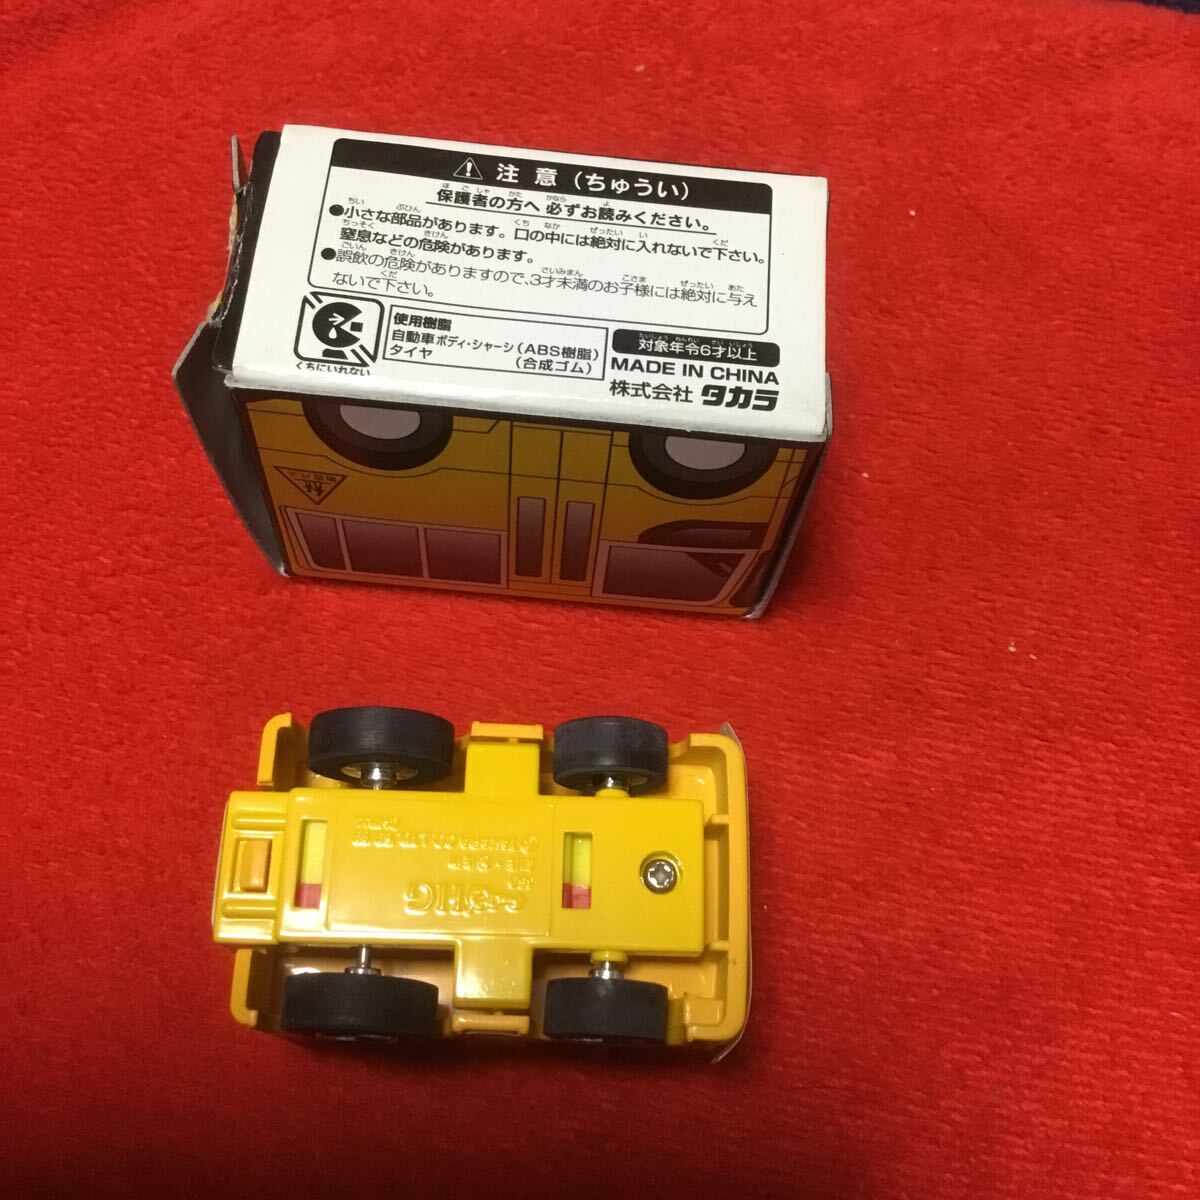 注意（ちゅうい）
保護者の方へ 必ずお読みください。
●小さな部品があります。口の中には絶対に入れないで下さい。
窒息などの危険があります。
●誤飲の危険がありますので、3才未満のお子様には絶対に与え
ないで下さい。
くちにいれない
使用樹脂
自動車ボディ・シャーシ（ABS樹脂）
タイヤ（合成ゴム）
対象年令6才以上
MADE IN CHINA
株式会社 タカラ
HG